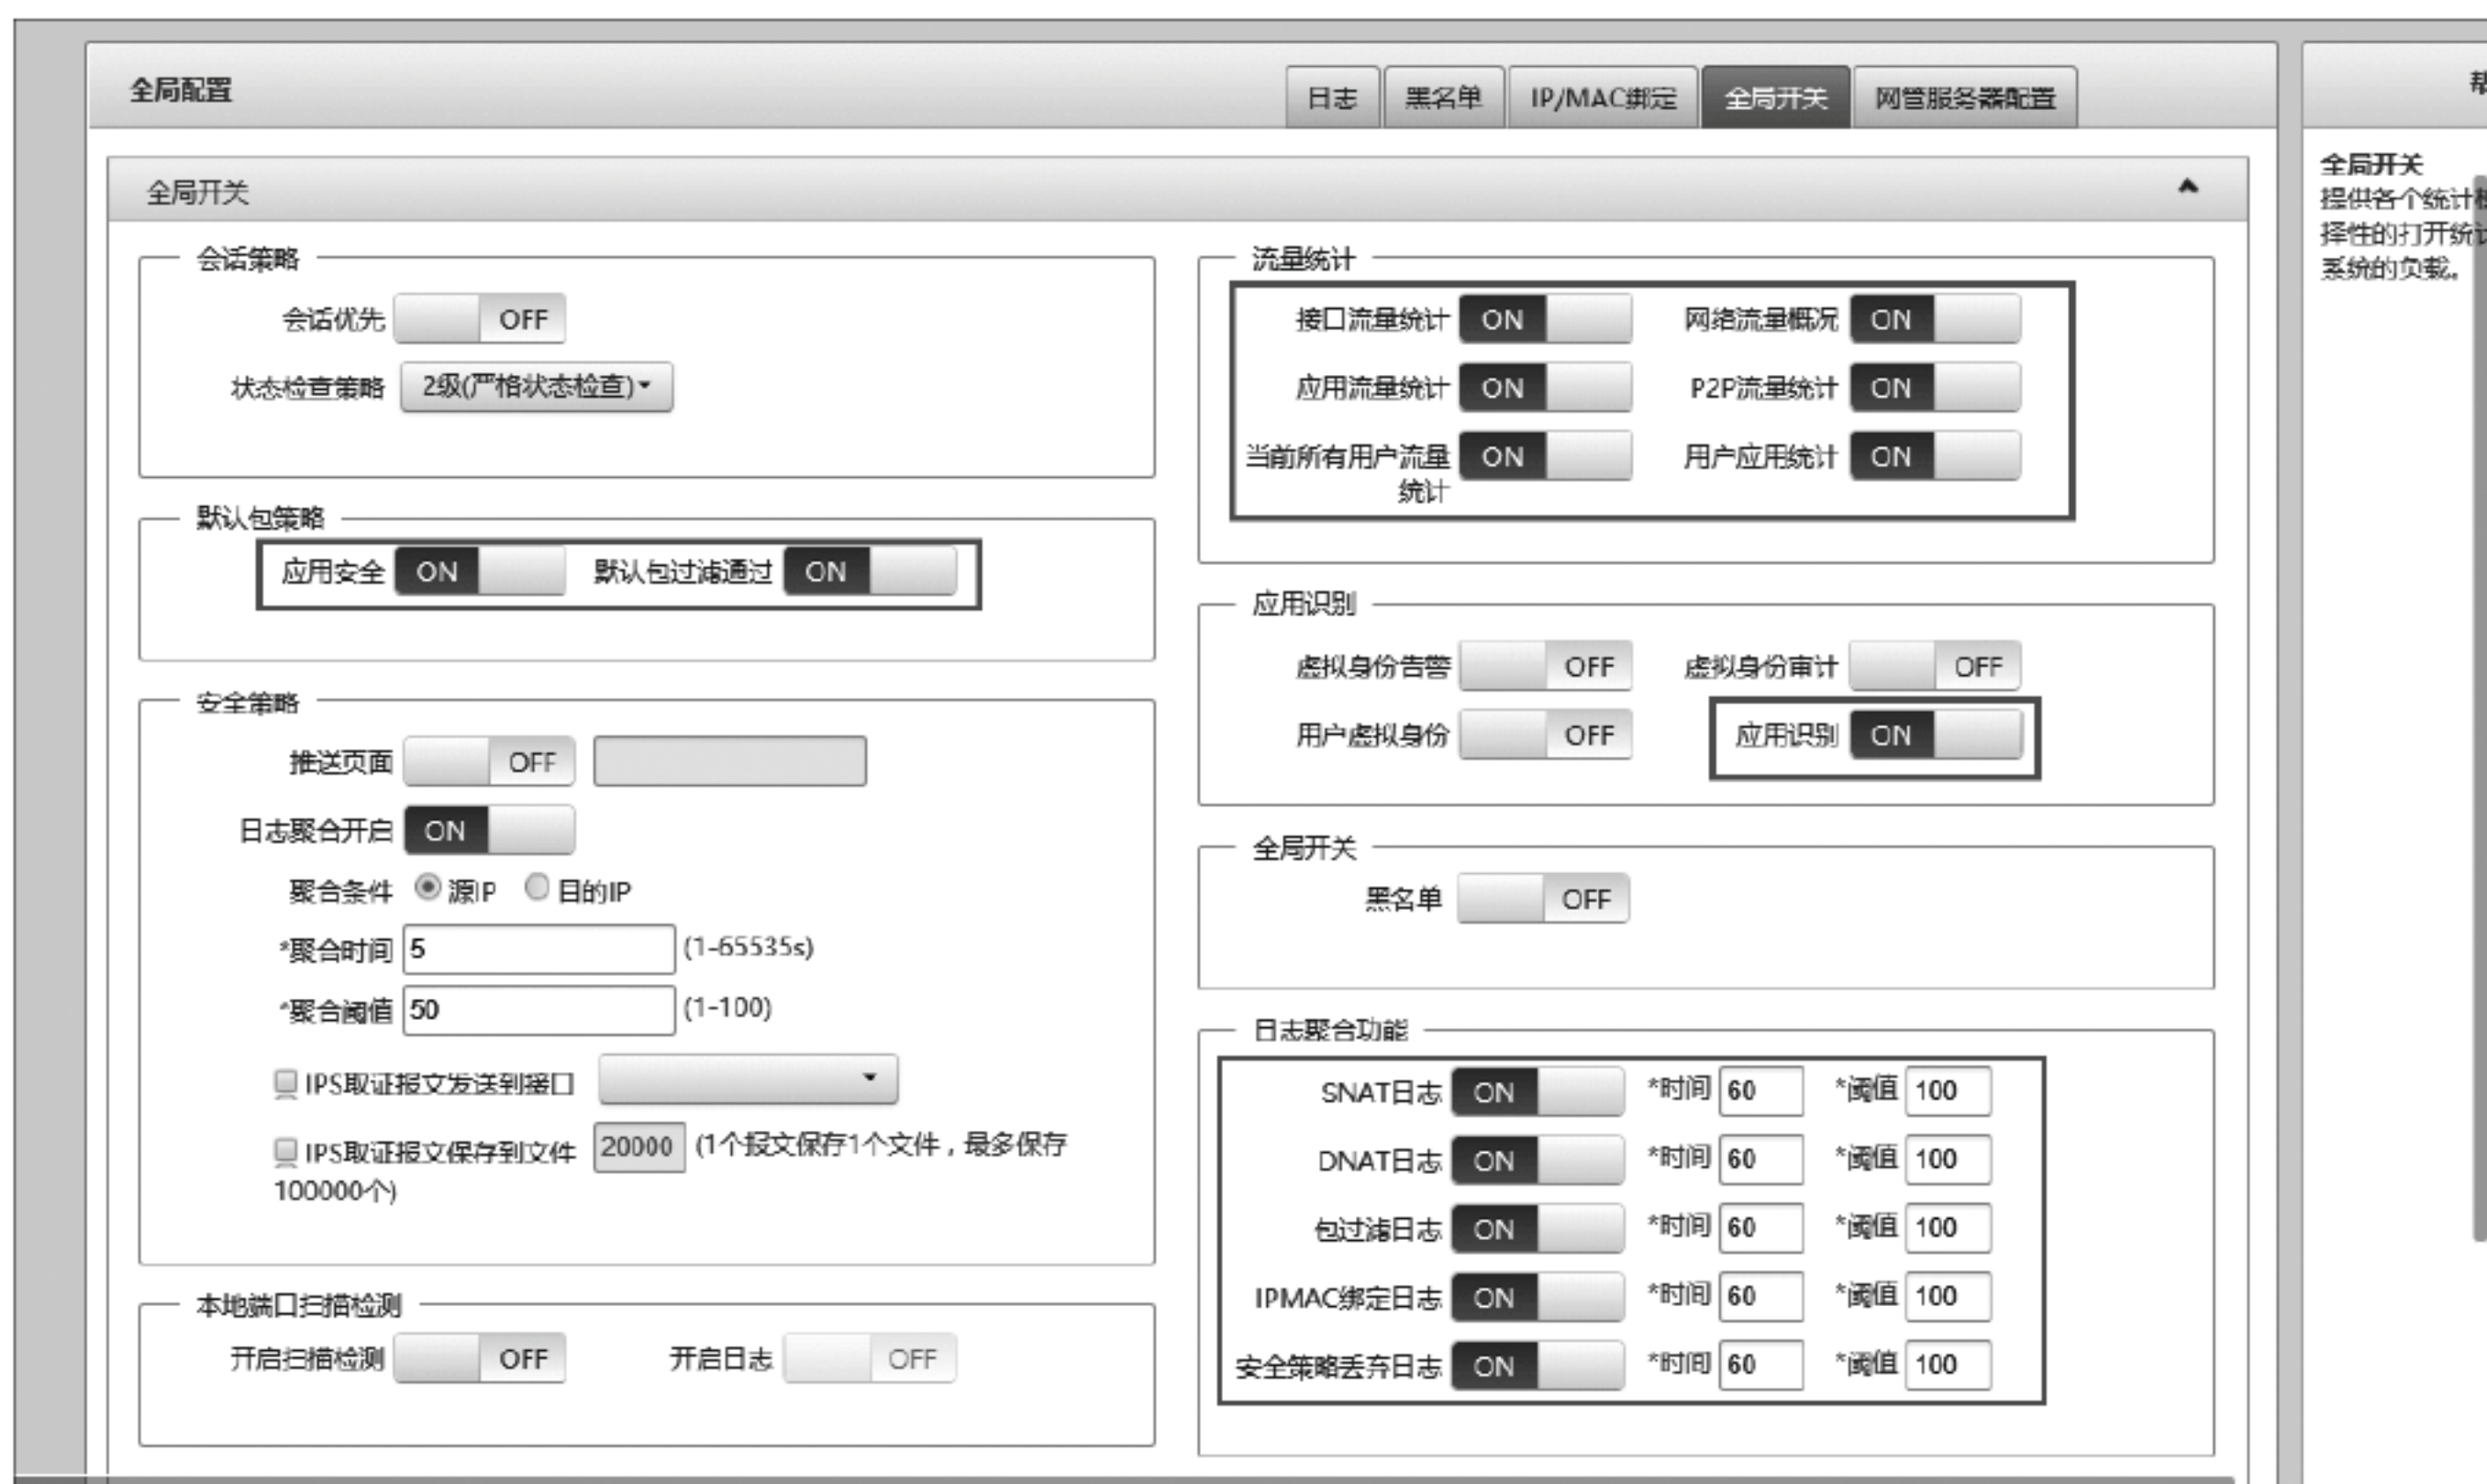 全局配置
日志 黑名单 IP/MAC绑定 全局开关 网管服务器配置
全局开关
会话策略
会话优先 OFF
状态检查策略 2级(严格状态检查)
默认包策略
应用安全 ON 默认包过滤通过 ON
安全策略
推送页面 OFF
日志聚合开启 ON
聚合条件 源IP 目的IP
*聚合时间 5 (1-65535s)
*聚合阈值 50 (1-100)
IPS取证报文发送到接口
IPS取证报文保存到文件 20000 (1个报文保存1个文件，最多保存
100000个)
本地端口扫描检测
开启扫描检测 OFF 开启日志 OFF
流量统计
接口流量统计 ON 网络流量概况 ON
应用流量统计 ON P2P流量统计 ON
当前所有用户流量 ON 用户应用统计 ON
统计
应用识别
虚拟身份告警 OFF 虚拟身份审计 OFF
用户虚拟身份 OFF 应用识别 ON
全局开关
黑名单 OFF
日志聚合功能
SNAT日志 ON *时间 60 *阈值 100
DNAT日志 ON *时间 60 *阈值 100
包过滤日志 ON *时间 60 *阈值 100
IPMAC绑定日志 ON *时间 60 *阈值 100
安全策略丢弃日志 ON *时间 60 *阈值 100
全局开关
提供各个统计
择性的打开统
系统的负载。